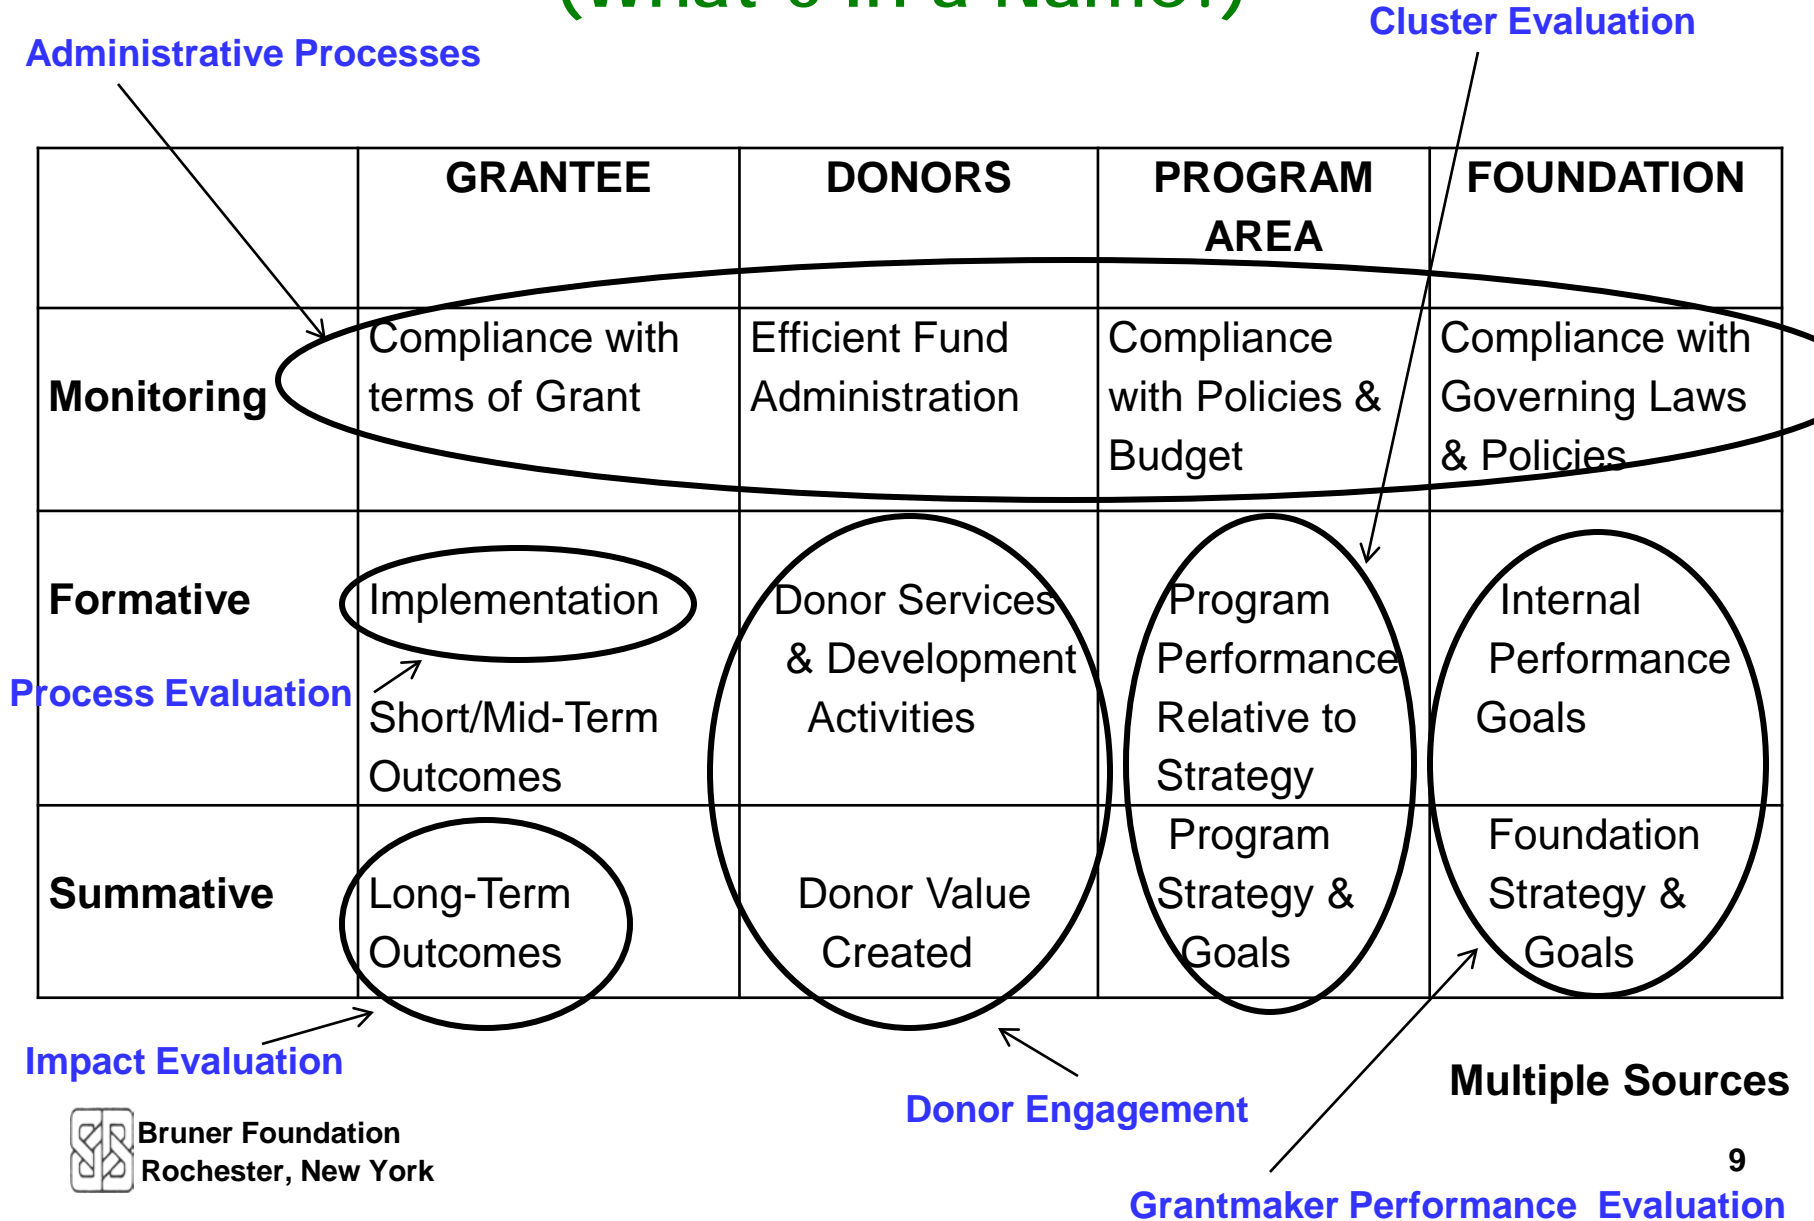 in a Name?)
Cluster Evaluation
Administrative Processes
GRANTEE
DONORS
PROGRAM
AREA
FOUNDATION
Monitoring
Compliance with
terms of Grant
Efficient Fund
Administration
Compliance
with Policies &
Budget
Compliance with
Governing Laws
& Policies
Formative
Implementation
Short/Mid-Term
Outcomes
Donor Services
& Development
Activities
Program
Performance
Relative to
Strategy
Internal
Performance
Goals
Process Evaluation
Summative
Long-Term
Outcomes
Donor Value
Created
Program
Strategy &
Goals
Foundation
Strategy &
Goals
Impact Evaluation
Donor Engagement
Multiple Sources
Bruner Foundation
Rochester, New York
9
Grantmaker Performance Evaluation